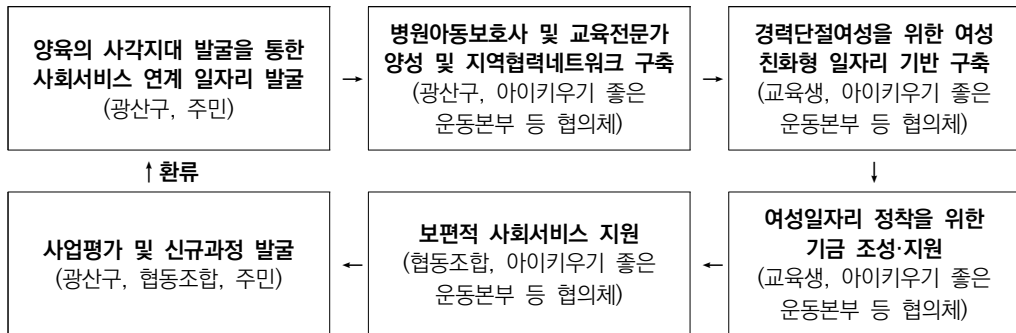 양육의 사각지대 발굴을 통한
사회서비스 연계 일자리 발굴
(광산구, 주민)
→
병원아동보호사 및 교육전문가
양성 및 지역협력네트워크 구축
(광산구, 아이키우기 좋은
운동본부 등 협의체)
→
경력단절여성을 위한 여성
친화형 일자리 기반 구축
(교육생, 아이키우기 좋은
운동본부 등 협의체)
↓
여성일자리 정착을 위한
기금 조성·지원
(교육생, 아이키우기 좋은
운동본부 등 협의체)
←
보편적 사회서비스 지원
(협동조합, 아이키우기 좋은
운동본부 등 협의체)
←
사업평가 및 신규과정 발굴
(광산구, 협동조합, 주민)
↑환류